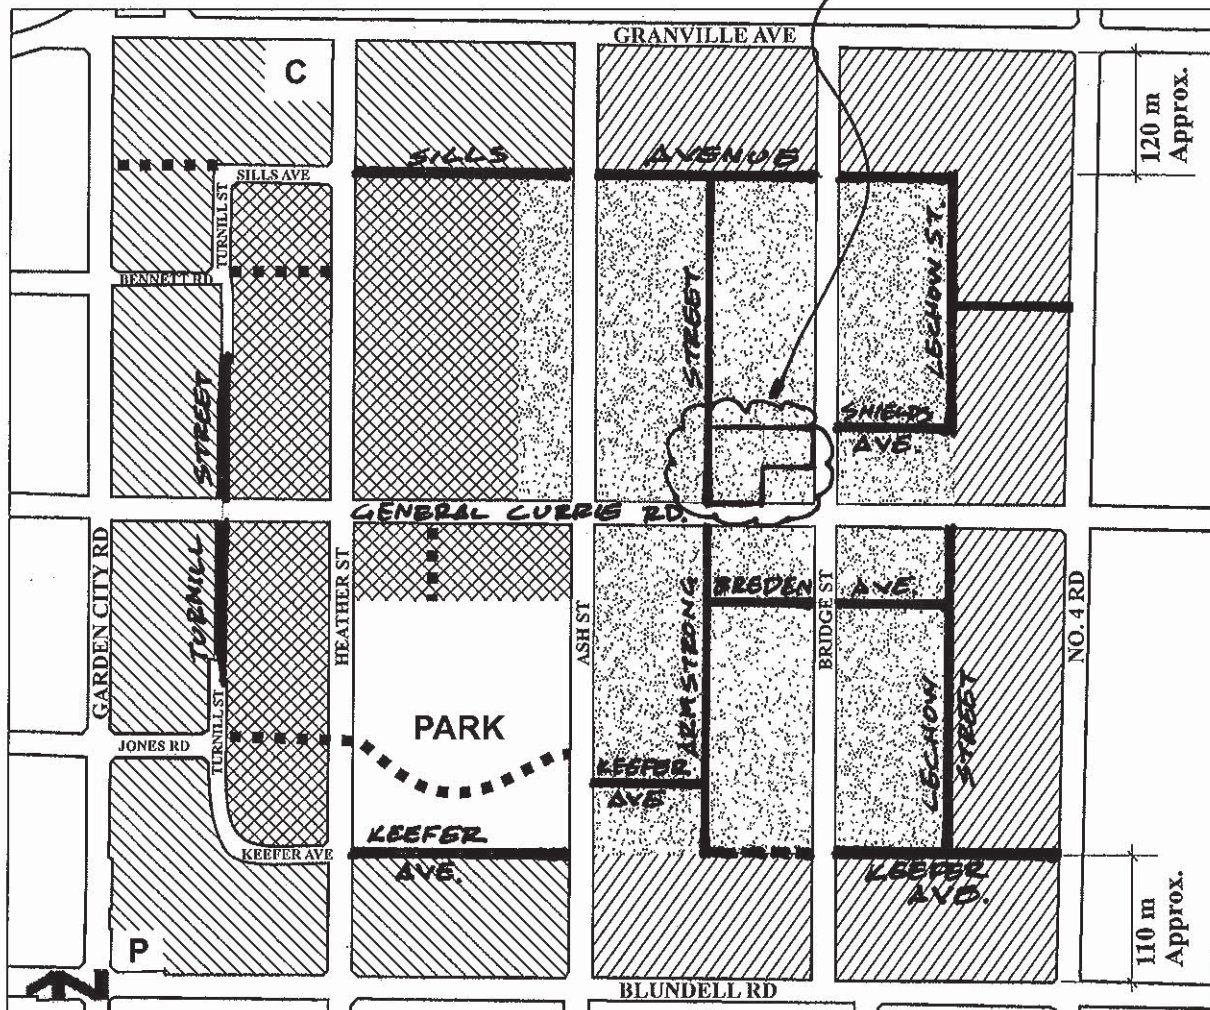 GRANVILLE AVE
C
120 m
Approx.
SILLS
AVENUE
SILLS AVE
TURNILL ST
LECHOW ST.
BENNETT RD
STREET
STREET
SHIELDS
AVE.
GENERAL CURRIE RD.
GARDEN CITY RD
TURNILL
HEATHER ST
ASH ST
ARMSTRONG
BREDEN
AVE.
BRIDGE ST
NO. 4 RD
PARK
LECHOW
STREET
JONES RD
TURNILL ST
KEEFER
AVE
KEEFER AVE
KEEFER
AVE.
KEEFER
AVE.
110 m
Approx.
P
N
BLUNDELL RD